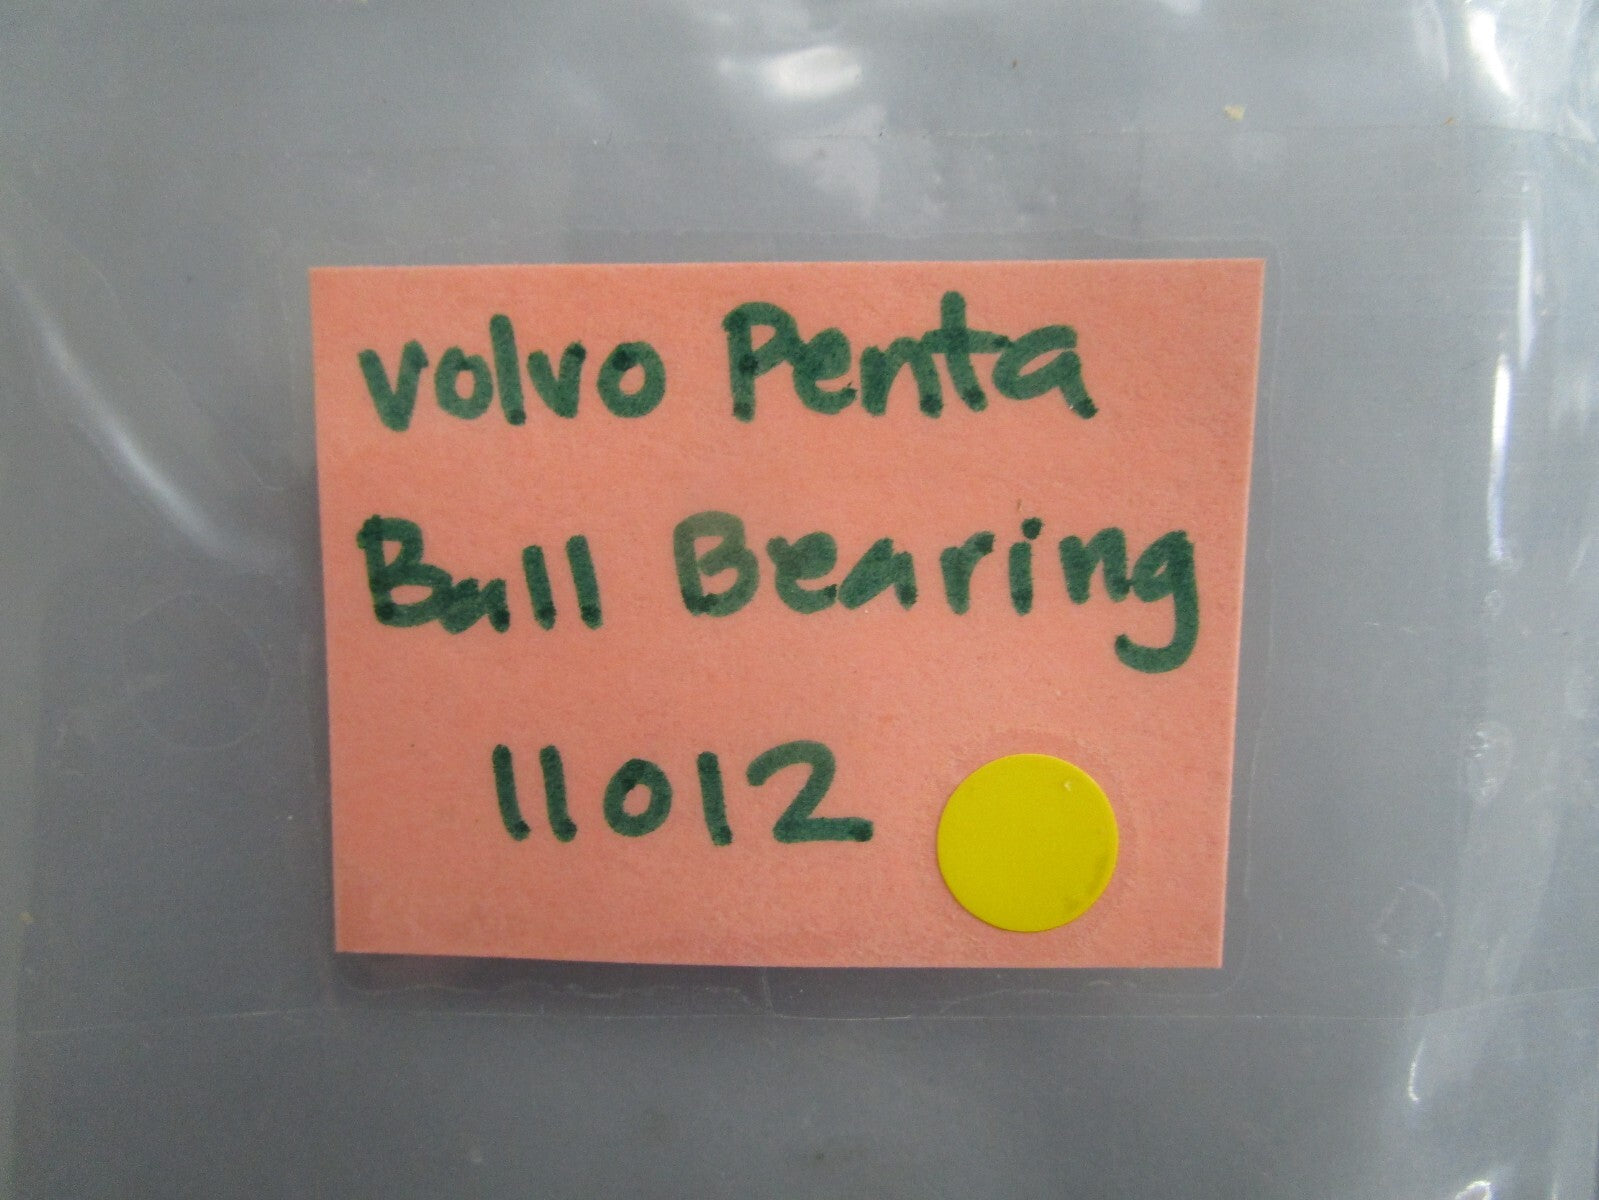 Volvo Penta
Ball Bearing
11012